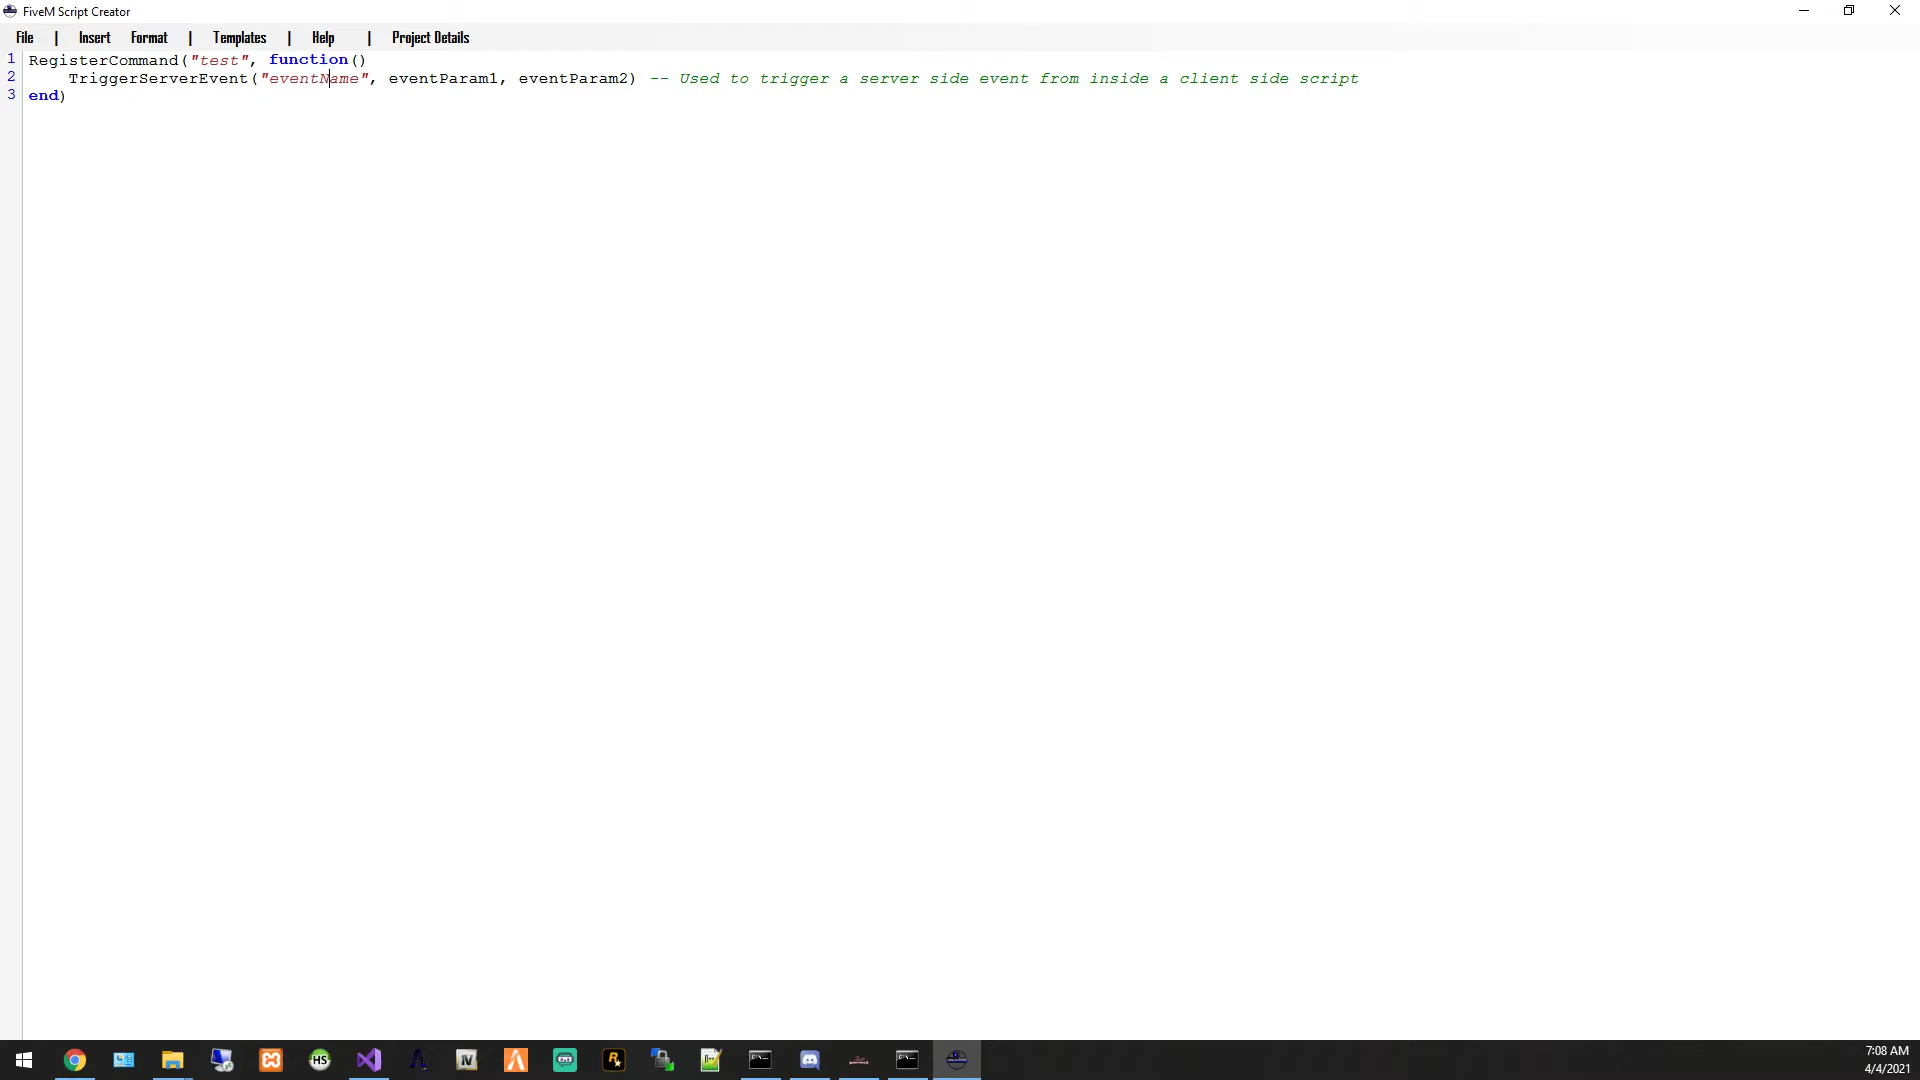 FiveM Script Creator
File | Insert Format | Templates | Help | Project Details
1 RegisterCommand("test", function()
2 TriggerServerEvent("eventName", eventParam1, eventParam2) -- Used to trigger a server side event from inside a client side script
3 end)
HS IV R
7:08 AM
4/4/2021